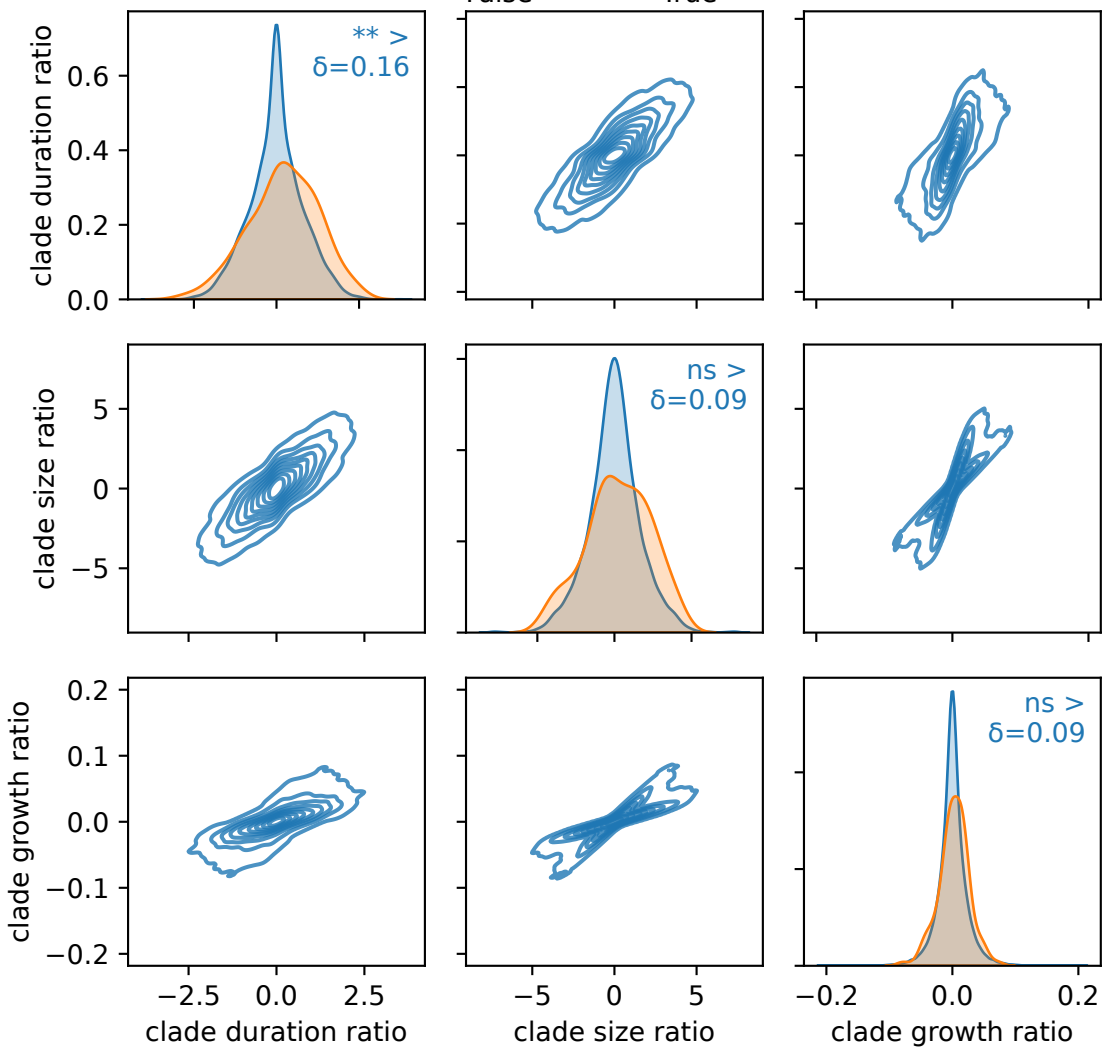 ** >
δ=0.16
clade duration ratio
0.6
0.4
0.2
0.0
ns >
δ=0.09
clade size ratio
5
0
−5
ns >
δ=0.09
clade growth ratio
0.2
0.1
0.0
−0.1
−0.2
−2.5 0.0 2.5 −5 0 5 −0.2 0.0 0.2
clade duration ratio clade size ratio clade growth ratio